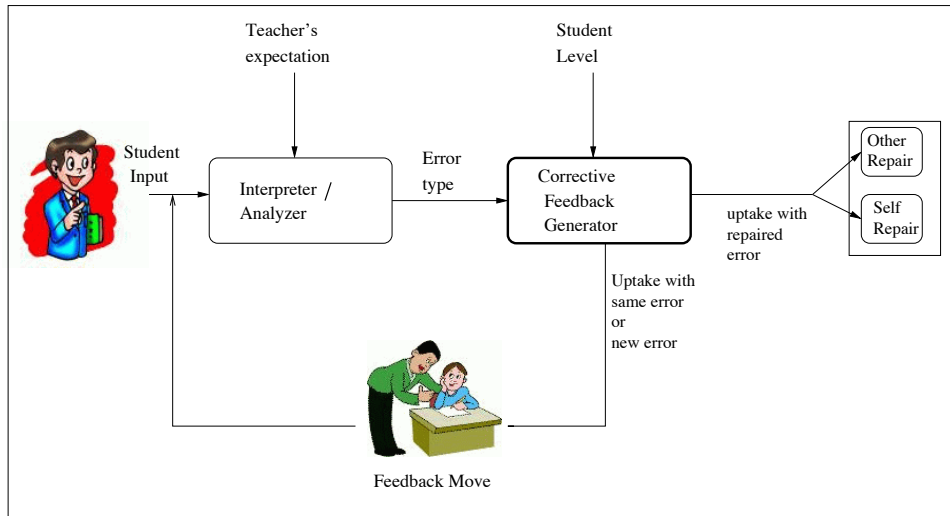 Teacher's
expectation
Student
Level
Student
Input
Interpreter /
Analyzer
Error
type
Corrective
Feedback
Generator
uptake with
repaired
error
Other
Repair
Self
Repair
Uptake with
same error
or
new error
Feedback Move